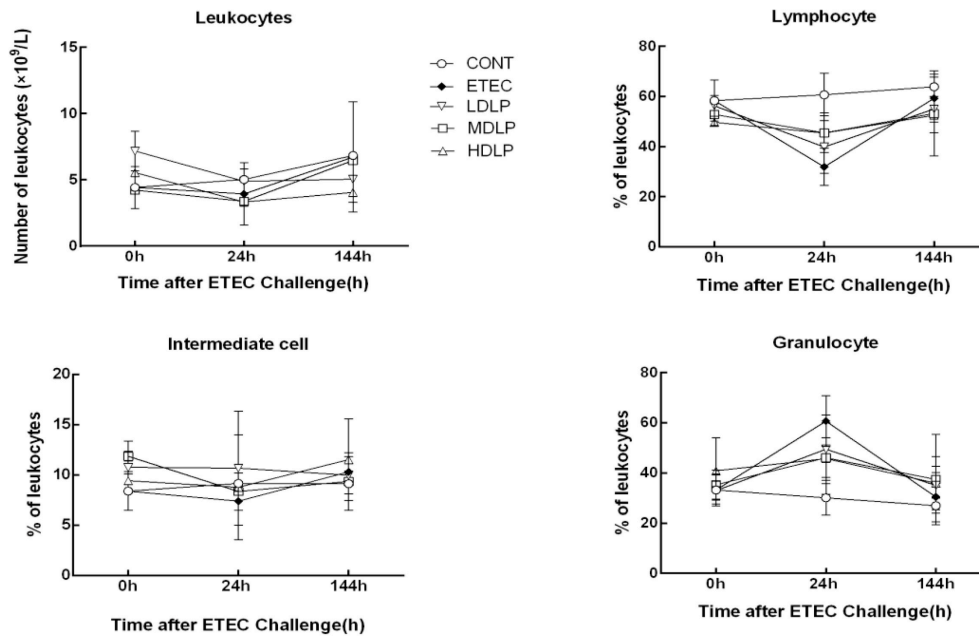 Leukocytes
Number of leukocytes (×10⁹/L)
15
10
5
0
0h 24h 144h
Time after ETEC Challenge(h)
CONT
ETEC
LDLP
MDLP
HDLP
Lymphocyte
% of leukocytes
80
60
40
20
0
0h 24h 144h
Time after ETEC Challenge(h)
Intermediate cell
% of leukocytes
20
15
10
5
0
0h 24h 144h
Time after ETEC Challenge(h)
Granulocyte
% of leukocytes
80
60
40
20
0
0h 24h 144h
Time after ETEC Challenge(h)